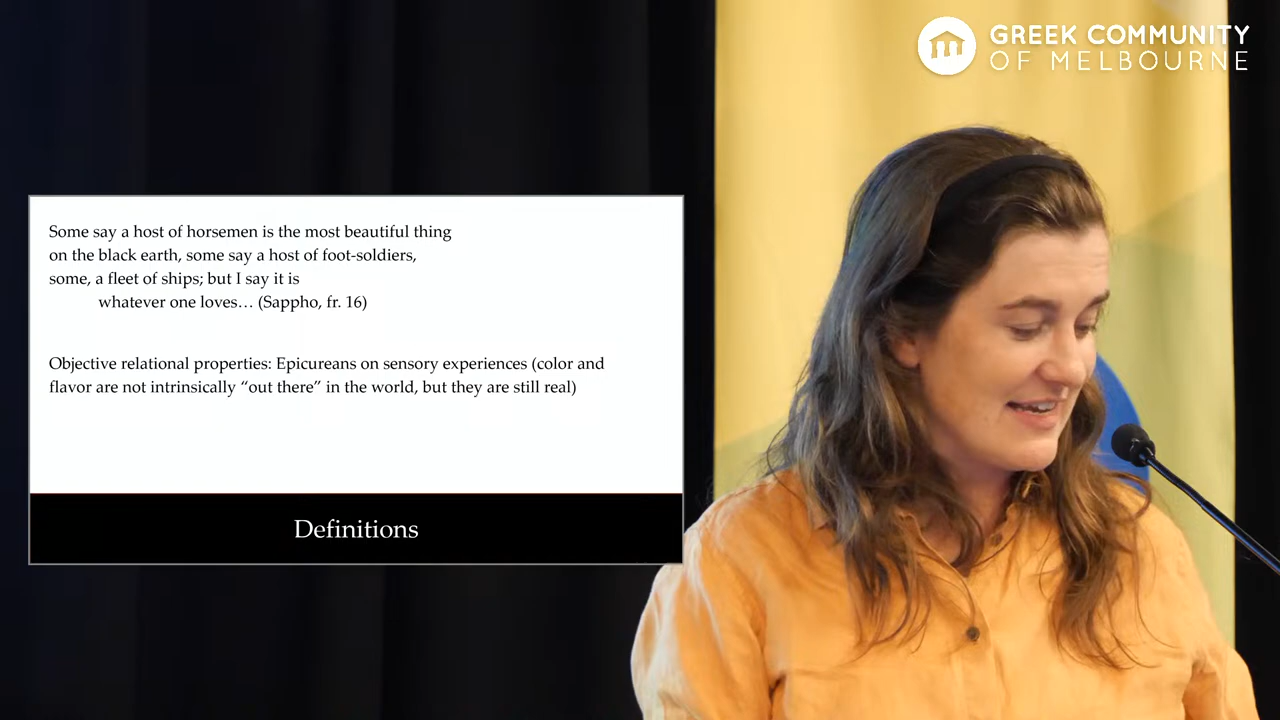 GREEK COMMUNITY
OF MELBOURNE
Some say a host of horsemen is the most beautiful thing
on the black earth, some say a host of foot-soldiers,
some, a fleet of ships; but I say it is
whatever one loves… (Sappho, fr. 16)
Objective relational properties: Epicureans on sensory experiences (color and
flavor are not intrinsically “out there” in the world, but they are still real)
Definitions